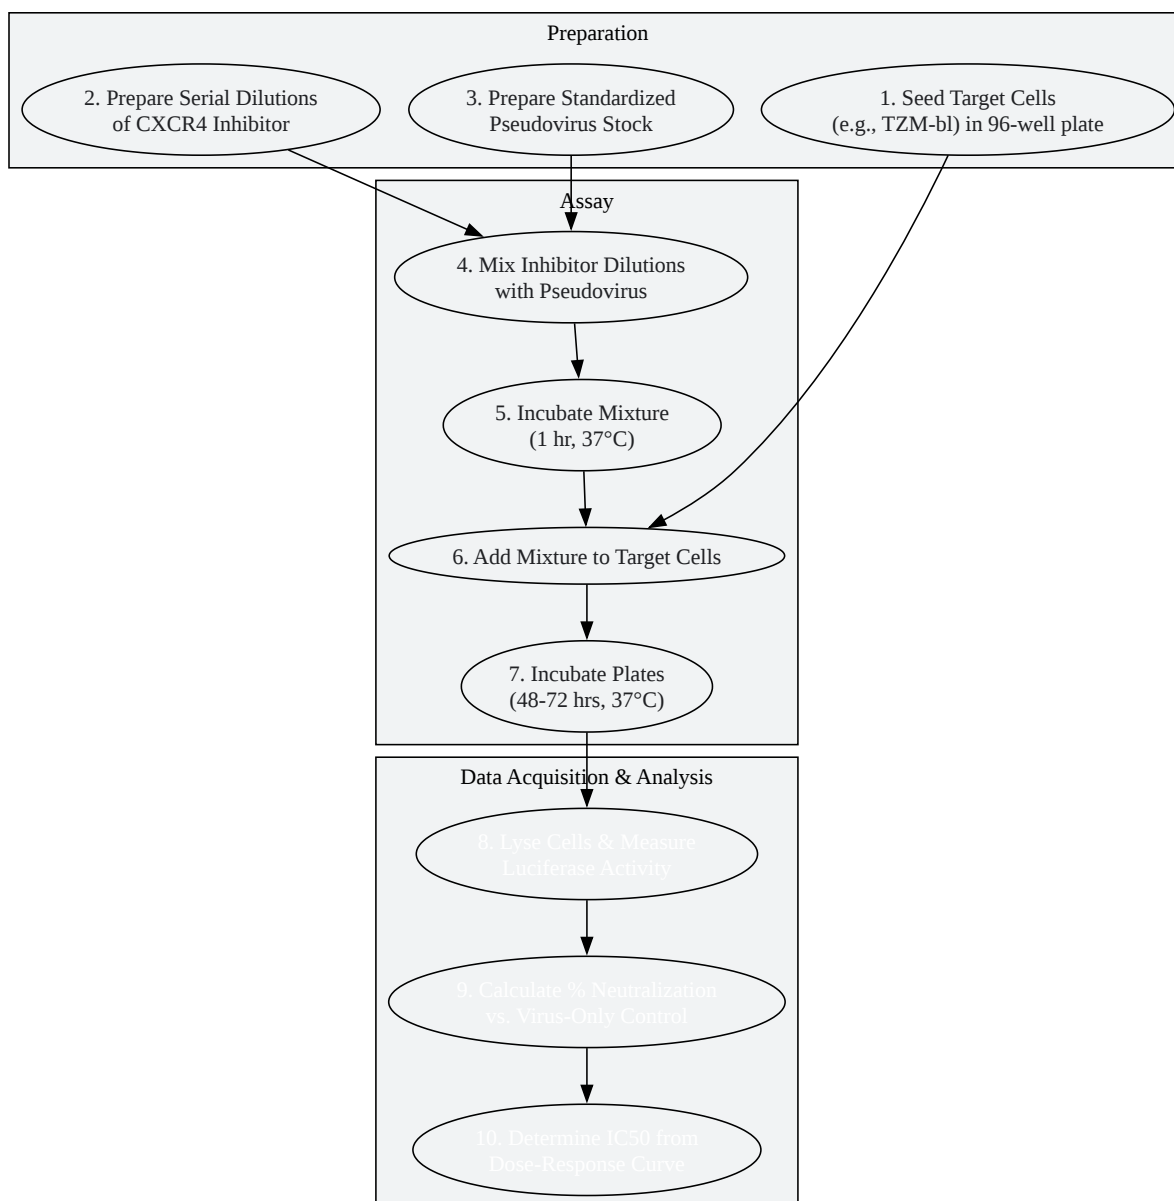 Preparation
2. Prepare Serial Dilutions
of CXCR4 Inhibitor
3. Prepare Standardized
Pseudovirus Stock
1. Seed Target Cells
(e.g., TZM-bl) in 96-well plate
Assay
4. Mix Inhibitor Dilutions
with Pseudovirus
5. Incubate Mixture
(1 hr, 37°C)
6. Add Mixture to Target Cells
7. Incubate Plates
(48-72 hrs, 37°C)
Data Acquisition & Analysis
8. Lyse Cells & Measure
Luciferase Activity
9. Calculate % Neutralization
vs. Virus-Only Control
10. Determine IC50 from
Dose-Response Curve